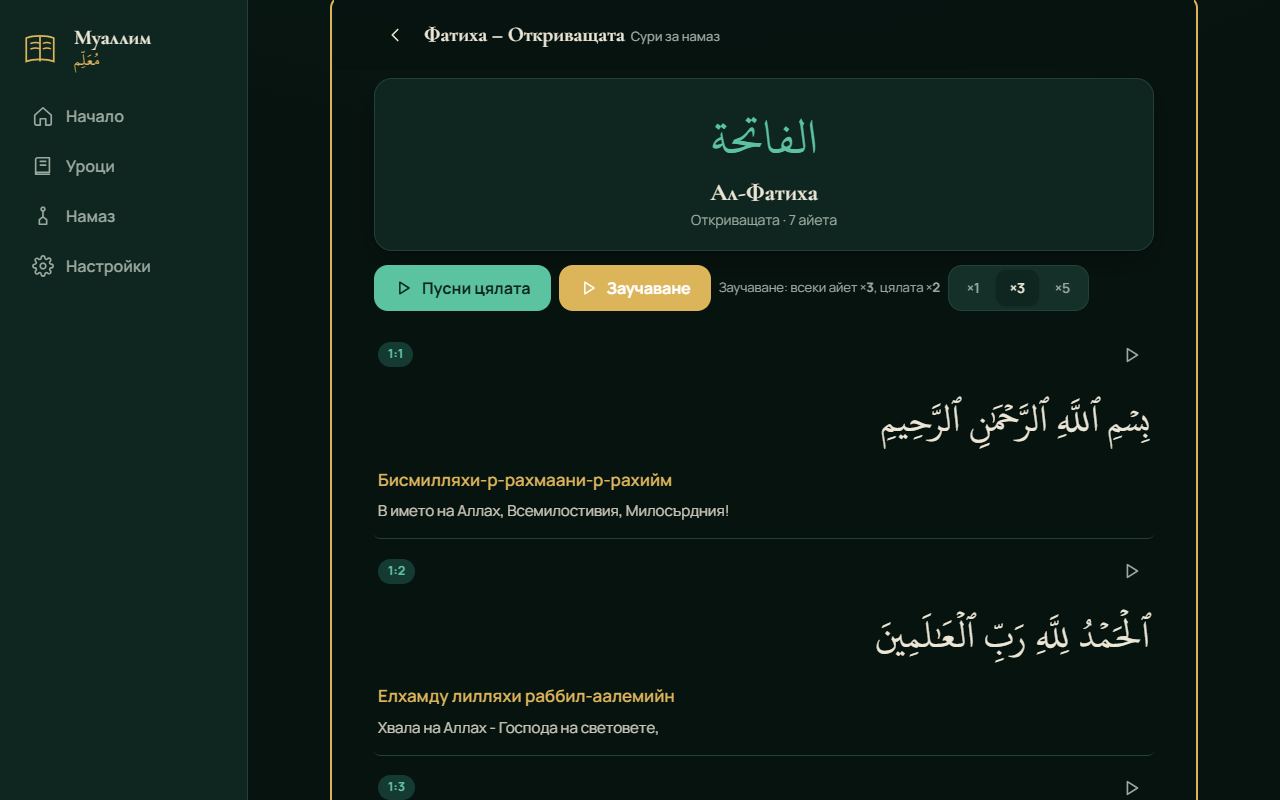 Муаллим
مُعَلِّم
Начало
Уроци
Намаз
Настройки
Фатиха – Откриващата Сури за намаз
الفاتحة
Ал-Фатиха
Откриващата · 7 айета
Пусни цялата
Заучаване
Заучаване: всеки айет ×3, цялата ×2
×1
×3
×5
1:1
بِسۡمِ ٱللَّهِ ٱلرَّحۡمَٰنِ ٱلرَّحِيمِ
Бисмилляхи-р-рахмаани-р-рахийм
В името на Аллах, Всемилостивия, Милосърдния!
1:2
ٱلۡحَمۡدُ لِلَّهِ رَبِّ ٱلۡعَٰلَمِينَ
Елхамду лилляхи раббил-аалемийн
Хвала на Аллах - Господа на световете,
1:3